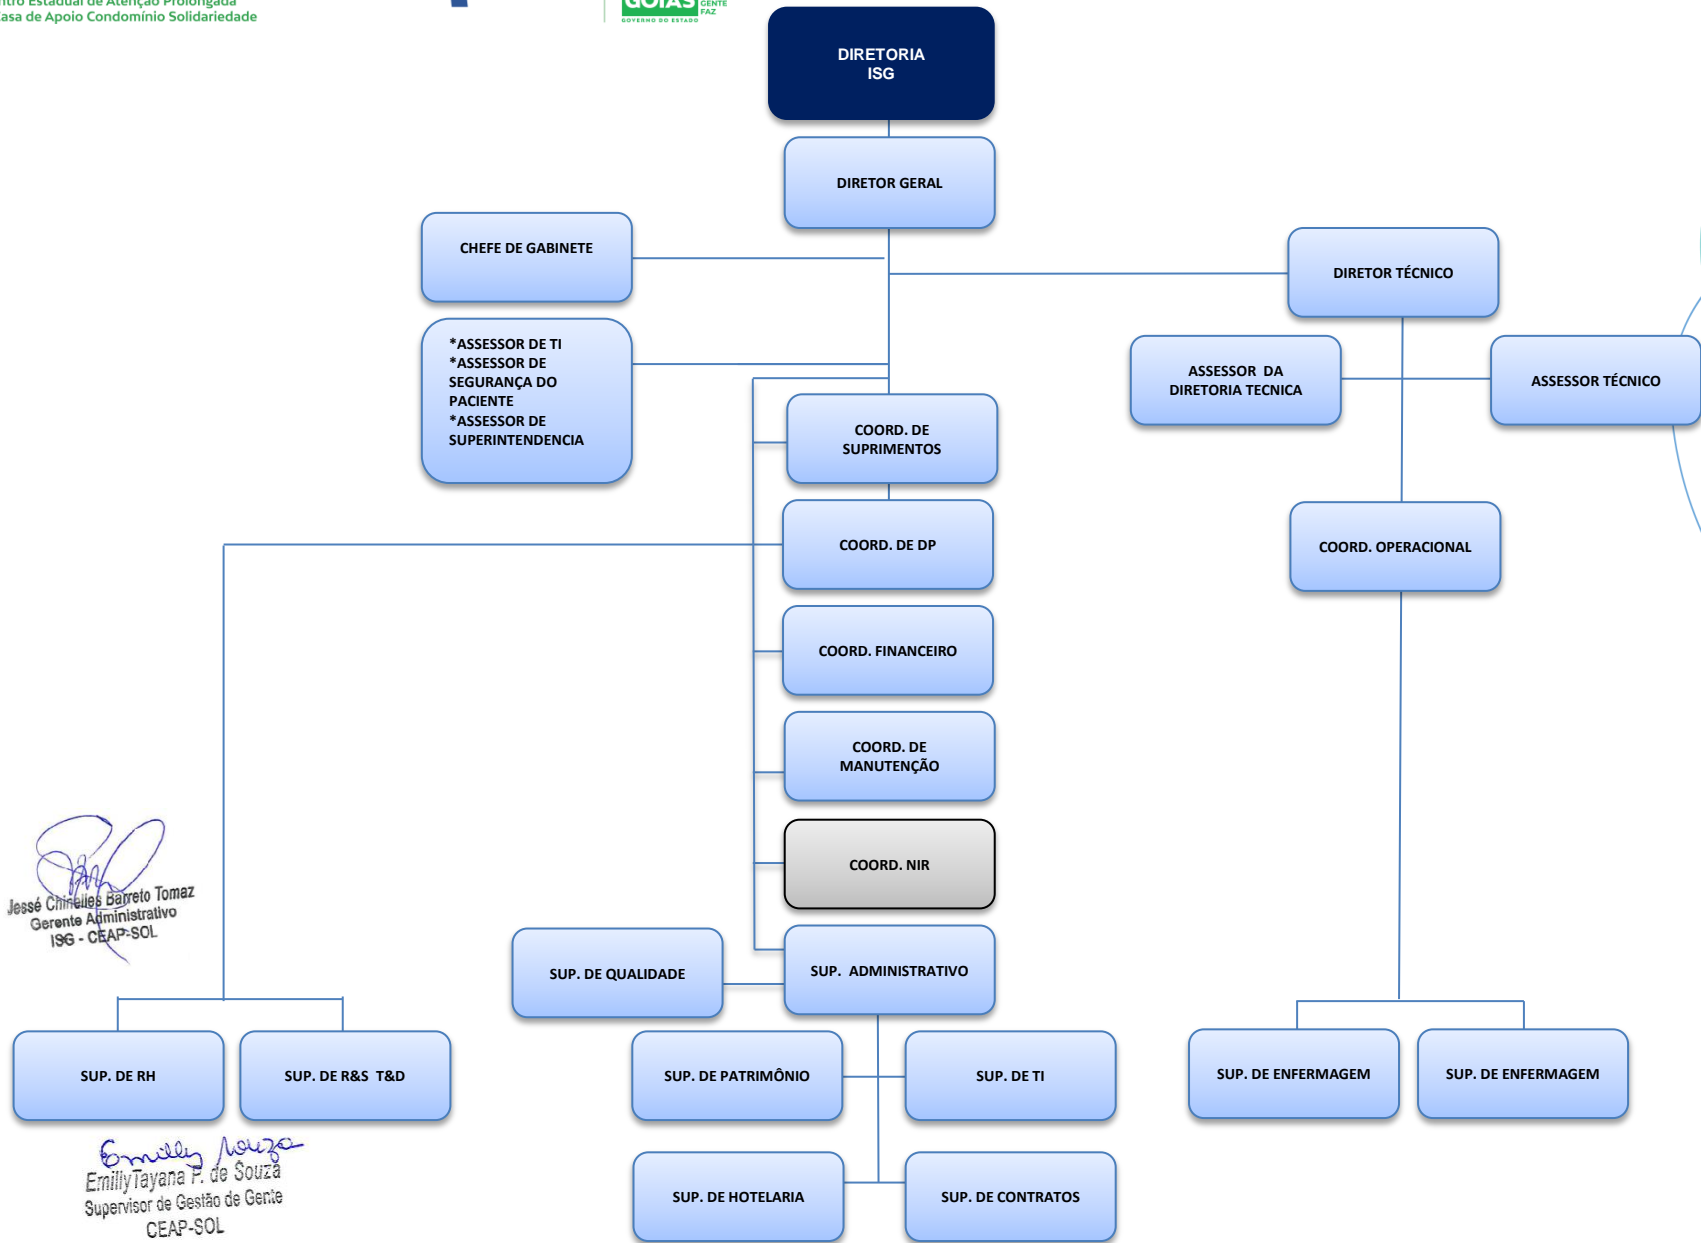 Estadual de Atenção Prolongada
Casa de Apoio Condomínio Solidariedade
GOIÁS
GOVERNO DO ESTADO
GENTE
FAZ
DIRETORIA
ISG
DIRETOR GERAL
CHEFE DE GABINETE
DIRETOR TÉCNICO
*ASSESSOR DE TI
*ASSESSOR DE
SEGURANÇA DO
PACIENTE
*ASSESSOR DE
SUPERINTENDENCIA
ASSESSOR DA
DIRETORIA TECNICA
ASSESSOR TÉCNICO
COORD. DE
SUPRIMENTOS
COORD. DE DP
COORD. OPERACIONAL
COORD. FINANCEIRO
COORD. DE
MANUTENÇÃO
COORD. NIR
Jessé Chirelles Barreto Tomaz
Gerente Administrativo
ISG - CEAP-SOL
SUP. DE QUALIDADE
SUP. ADMINISTRATIVO
SUP. DE RH
SUP. DE R&S T&D
SUP. DE PATRIMÔNIO
SUP. DE TI
SUP. DE ENFERMAGEM
SUP. DE ENFERMAGEM
Emilly Souza
Emilly Tayana P. de Souza
Supervisor de Gestão de Gente
CEAP-SOL
SUP. DE HOTELARIA
SUP. DE CONTRATOS